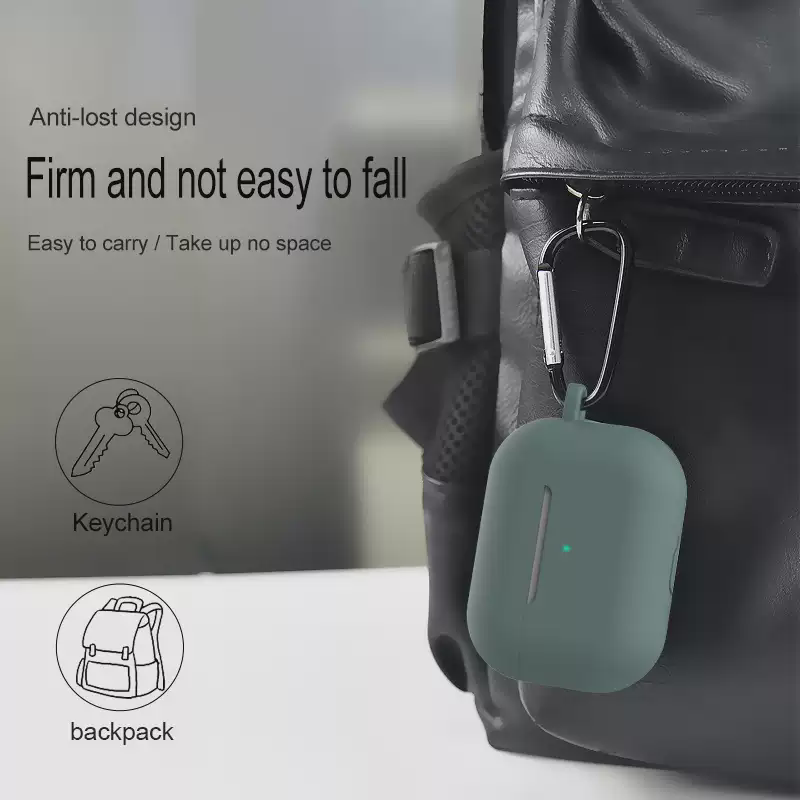 Anti-lost design
Firm and not easy to fall
Easy to carry / Take up no space
Keychain
backpack